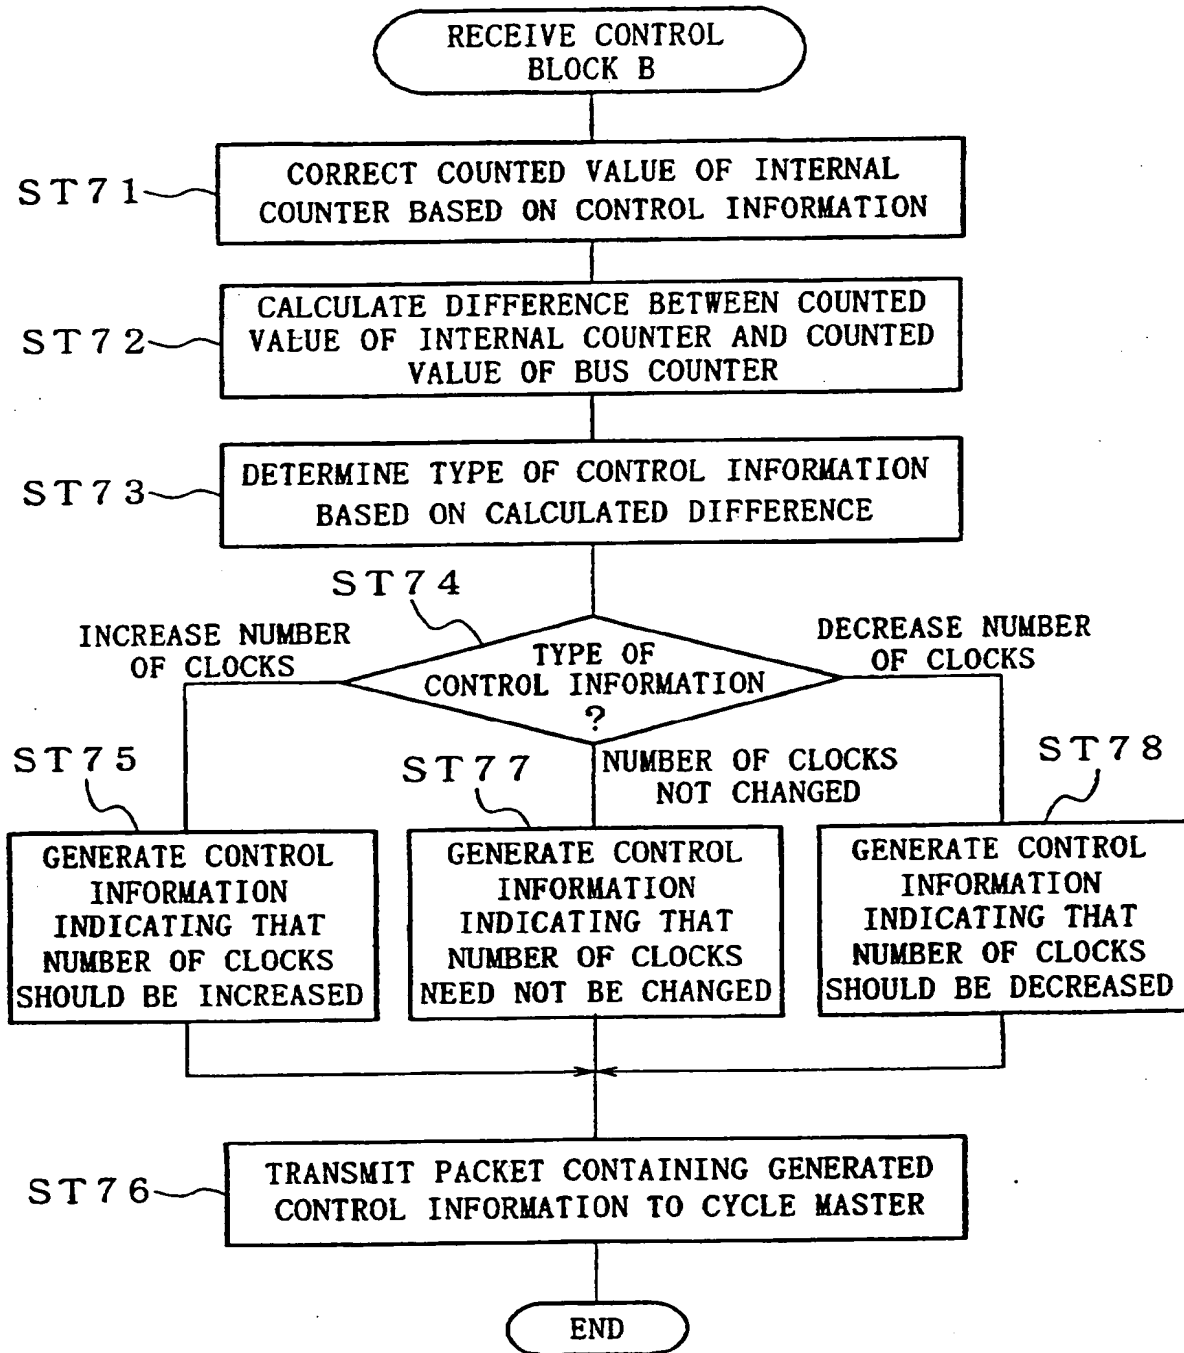 RECEIVE CONTROL
BLOCK B
ST71
CORRECT COUNTED VALUE OF INTERNAL
COUNTER BASED ON CONTROL INFORMATION
ST72
CALCULATE DIFFERENCE BETWEEN COUNTED
VALUE OF INTERNAL COUNTER AND COUNTED
VALUE OF BUS COUNTER
ST73
DETERMINE TYPE OF CONTROL INFORMATION
BASED ON CALCULATED DIFFERENCE
ST74
INCREASE NUMBER
OF CLOCKS
TYPE OF
CONTROL INFORMATION
?
DECREASE NUMBER
OF CLOCKS
NUMBER OF CLOCKS
NOT CHANGED
ST75
GENERATE CONTROL
INFORMATION
INDICATING THAT
NUMBER OF CLOCKS
SHOULD BE INCREASED
ST77
GENERATE CONTROL
INFORMATION
INDICATING THAT
NUMBER OF CLOCKS
NEED NOT BE CHANGED
ST78
GENERATE CONTROL
INFORMATION
INDICATING THAT
NUMBER OF CLOCKS
SHOULD BE DECREASED
ST76
TRANSMIT PACKET CONTAINING GENERATED
CONTROL INFORMATION TO CYCLE MASTER
END